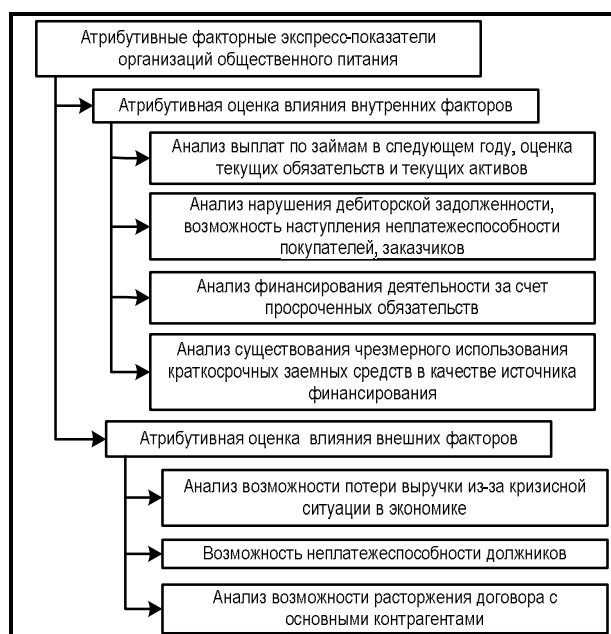 Атрибутивные факторные экспресс-показатели
организаций общественного питания
Атрибутивная оценка влияния внутренних факторов
Анализ выплат по займам в следующем году, оценка
текущих обязательств и текущих активов
Анализ нарушения дебиторской задолженности,
возможность наступления неплатежеспособности
покупателей, заказчиков
Анализ финансирования деятельности за счет
просроченных обязательств
Анализ существования чрезмерного использования
краткосрочных заемных средств в качестве источника
финансирования
Атрибутивная оценка влияния внешних факторов
Анализ возможности потери выручки из-за кризисной
ситуации в экономике
Возможность неплатежеспособности должников
Анализ возможности расторжения договора с
основными контрагентами